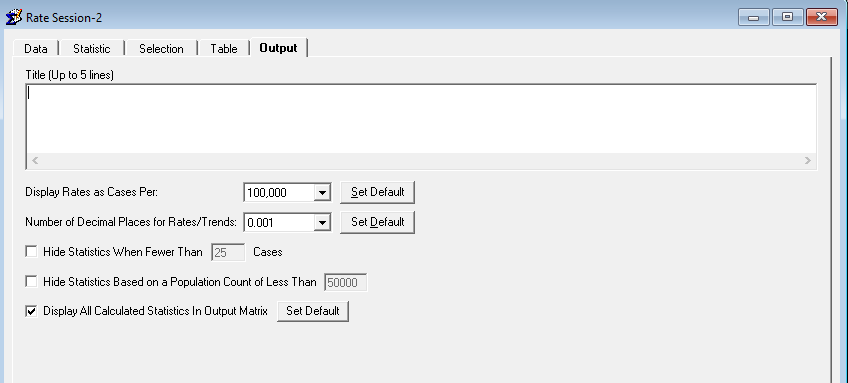 Rate Session-2
Data Statistic Selection Table Output
Title (Up to 5 lines)
Display Rates as Cases Per: 100,000 Set Default
Number of Decimal Places for Rates/Trends: 0.001 Set Default
Hide Statistics When Fewer Than 25 Cases
Hide Statistics Based on a Population Count of Less Than 50000
Display All Calculated Statistics In Output Matrix Set Default